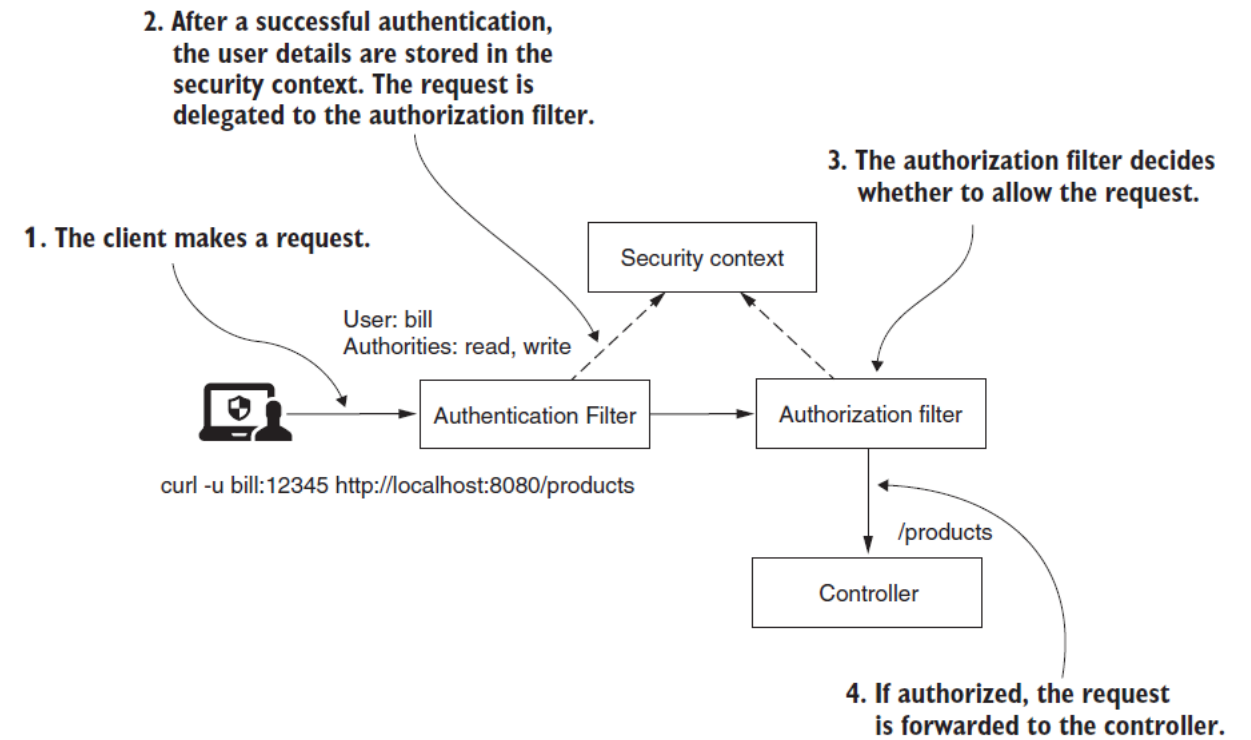 2. After a successful authentication,
the user details are stored in the
security context. The request is
delegated to the authorization filter.
3. The authorization filter decides
whether to allow the request.
1. The client makes a request.
Security context
User: bill
Authorities: read, write
Authentication Filter
Authorization filter
curl -u bill:12345 http://localhost:8080/products
/products
Controller
4. If authorized, the request
is forwarded to the controller.